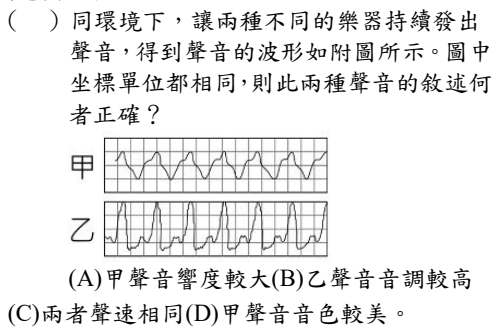 (　)同環境下，讓兩種不同的樂器持續發出
聲音，得到聲音的波形如附圖所示。圖中
坐標單位都相同，則此兩種聲音的敘述何
者正確？
甲
乙
(A)甲聲音響度較大(B)乙聲音音調較高
(C)兩者聲速相同(D)甲聲音音色較美。